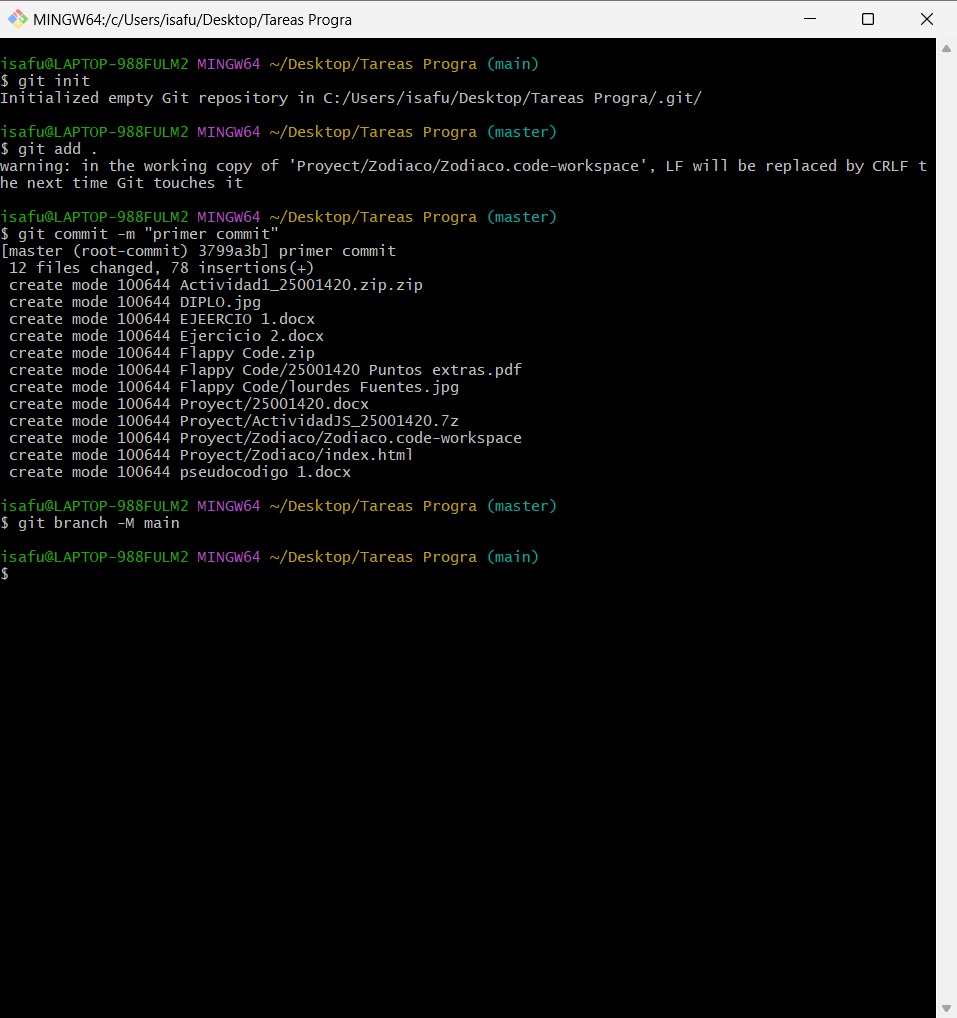 MINGW64:/c/Users/isafu/Desktop/Tareas Progra
isafu@LAPTOP-988FULM2 MINGW64 ~/Desktop/Tareas Progra (main)
$ git init
Initialized empty Git repository in C:/Users/isafu/Desktop/Tareas Progra/.git/
isafu@LAPTOP-988FULM2 MINGW64 ~/Desktop/Tareas Progra (master)
$ git add .
warning: in the working copy of 'Proyect/Zodiaco/Zodiaco.code-workspace', LF will be replaced by CRLF t
he next time Git touches it
isafu@LAPTOP-988FULM2 MINGW64 ~/Desktop/Tareas Progra (master)
$ git commit -m "primer commit"
[master (root-commit) 3799a3b] primer commit
 12 files changed, 78 insertions(+)
 create mode 100644 Actividad1_25001420.zip.zip
 create mode 100644 DIPLO.jpg
 create mode 100644 EJEERCIO 1.docx
 create mode 100644 Ejercicio 2.docx
 create mode 100644 Flappy Code.zip
 create mode 100644 Flappy Code/25001420 Puntos extras.pdf
 create mode 100644 Flappy Code/lourdes Fuentes.jpg
 create mode 100644 Proyect/25001420.docx
 create mode 100644 Proyect/ActividadJS_25001420.7z
 create mode 100644 Proyect/Zodiaco/Zodiaco.code-workspace
 create mode 100644 Proyect/Zodiaco/index.html
 create mode 100644 pseudocodigo 1.docx
isafu@LAPTOP-988FULM2 MINGW64 ~/Desktop/Tareas Progra (master)
$ git branch -M main
isafu@LAPTOP-988FULM2 MINGW64 ~/Desktop/Tareas Progra (main)
$